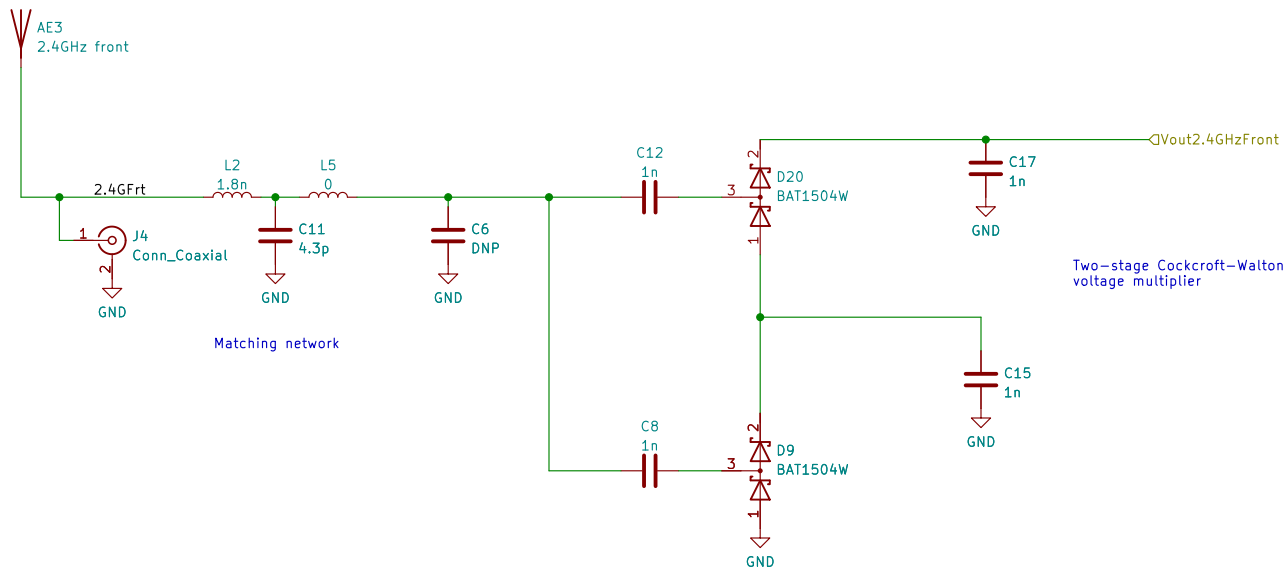 AE3
2.4GHz front
Vout2.4GHzFront
C12
1n
2
C17
1n
L2
1.8n
L5
0
D20
BAT1504W
3
2.4GFrt
GND
1
J4
Conn_Coaxial
2
C11
4.3p
C6
DNP
1
GND
GND
GND
Two-stage Cockcroft-Walton
voltage multiplier
Matching network
C15
1n
GND
C8
1n
2
D9
BAT1504W
3
1
GND